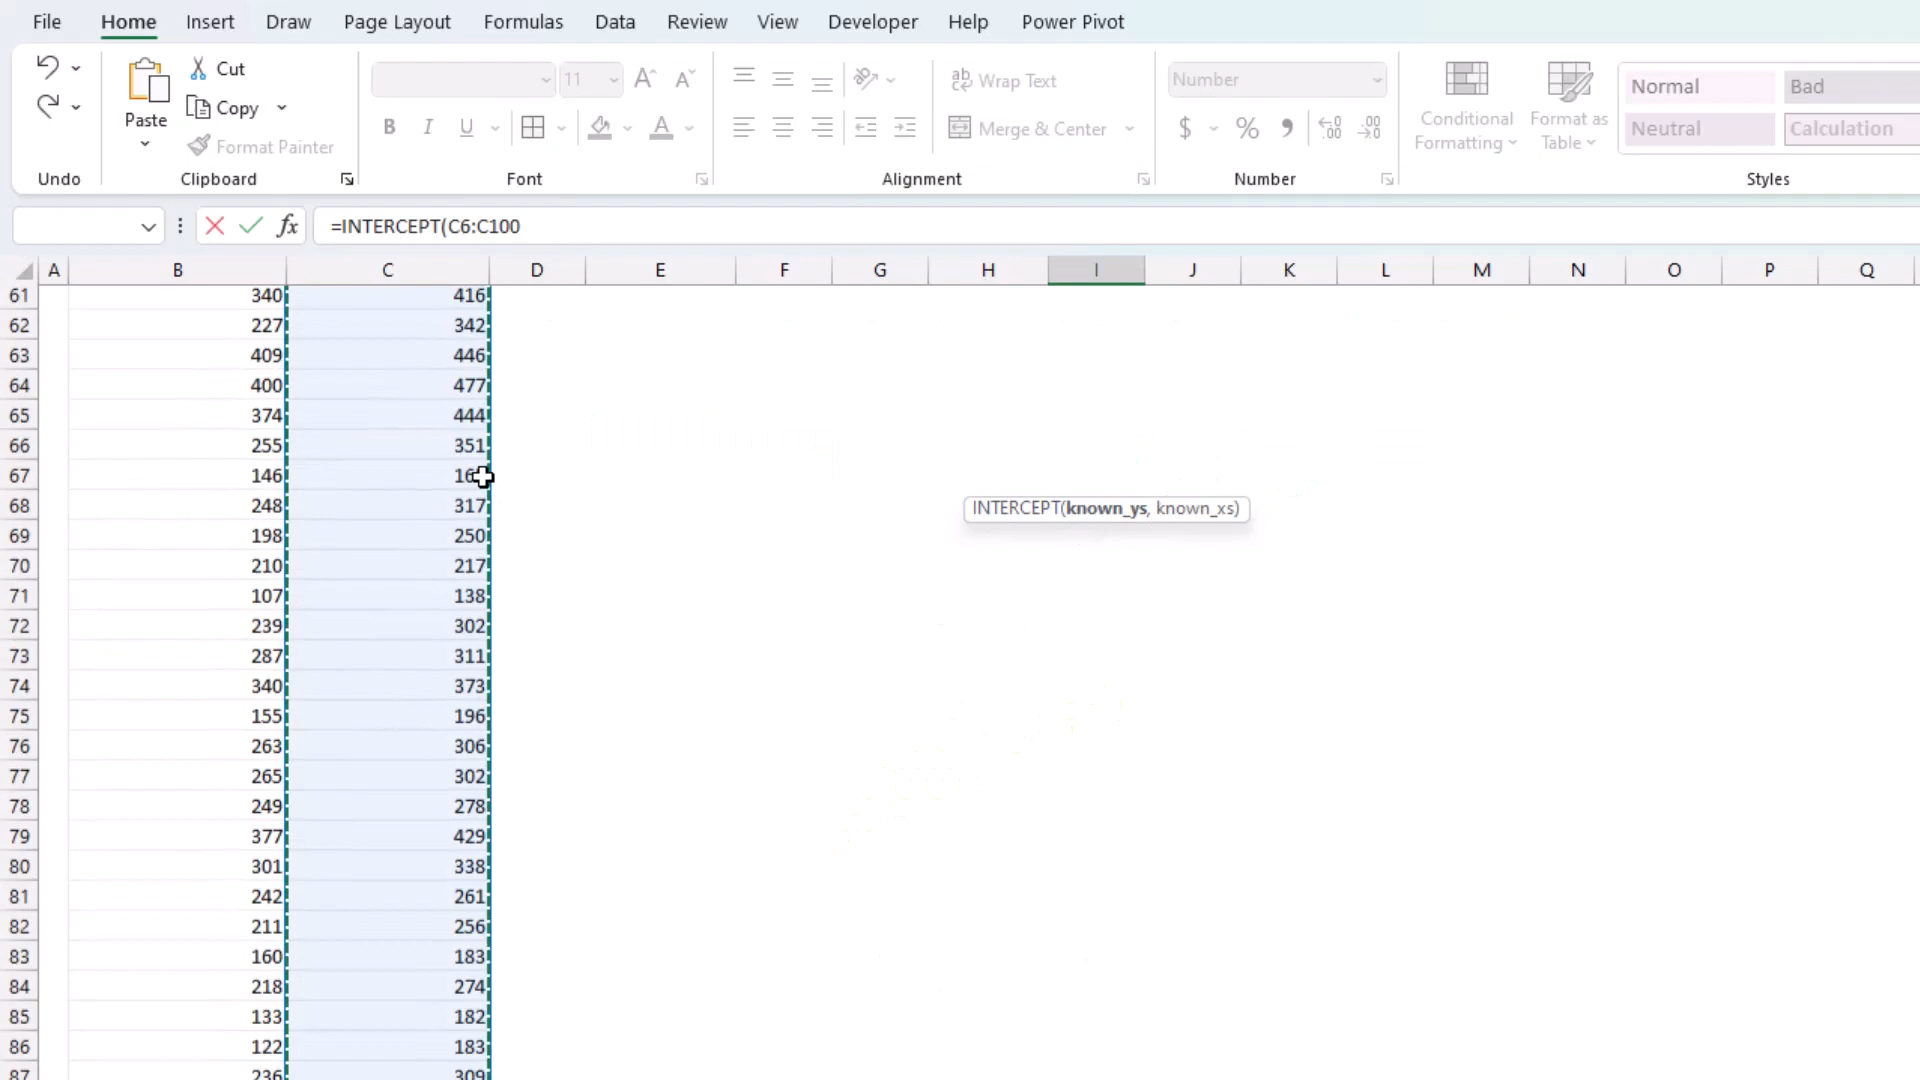 File Home Insert Draw Page Layout Formulas Data Review View Developer Help Power Pivot
Paste
Cut
Copy
Format Painter
11
A A
B I U A
ab Wrap Text
Merge & Center
Number
$ % 9
Conditional Formatting
Format as Table
Normal Bad
Neutral Calculation
Undo Clipboard Font Alignment Number Styles
fx =INTERCEPT(C6:C100
A B C D E F G H I J K L M N O P Q
61 340 416
62 227 342
63 409 446
64 400 477
65 374 444
66 255 351
67 146
68 248 317
69 198 250
70 210 217
71 107 138
72 239 302
73 287 311
74 340 373
75 155 196
76 263 306
77 265 302
78 249 278
79 377 429
80 301 338
81 242 261
82 211 256
83 160 183
84 218 274
85 133 182
86 122 183
87 236 309
INTERCEPT(known_ys, known_xs)